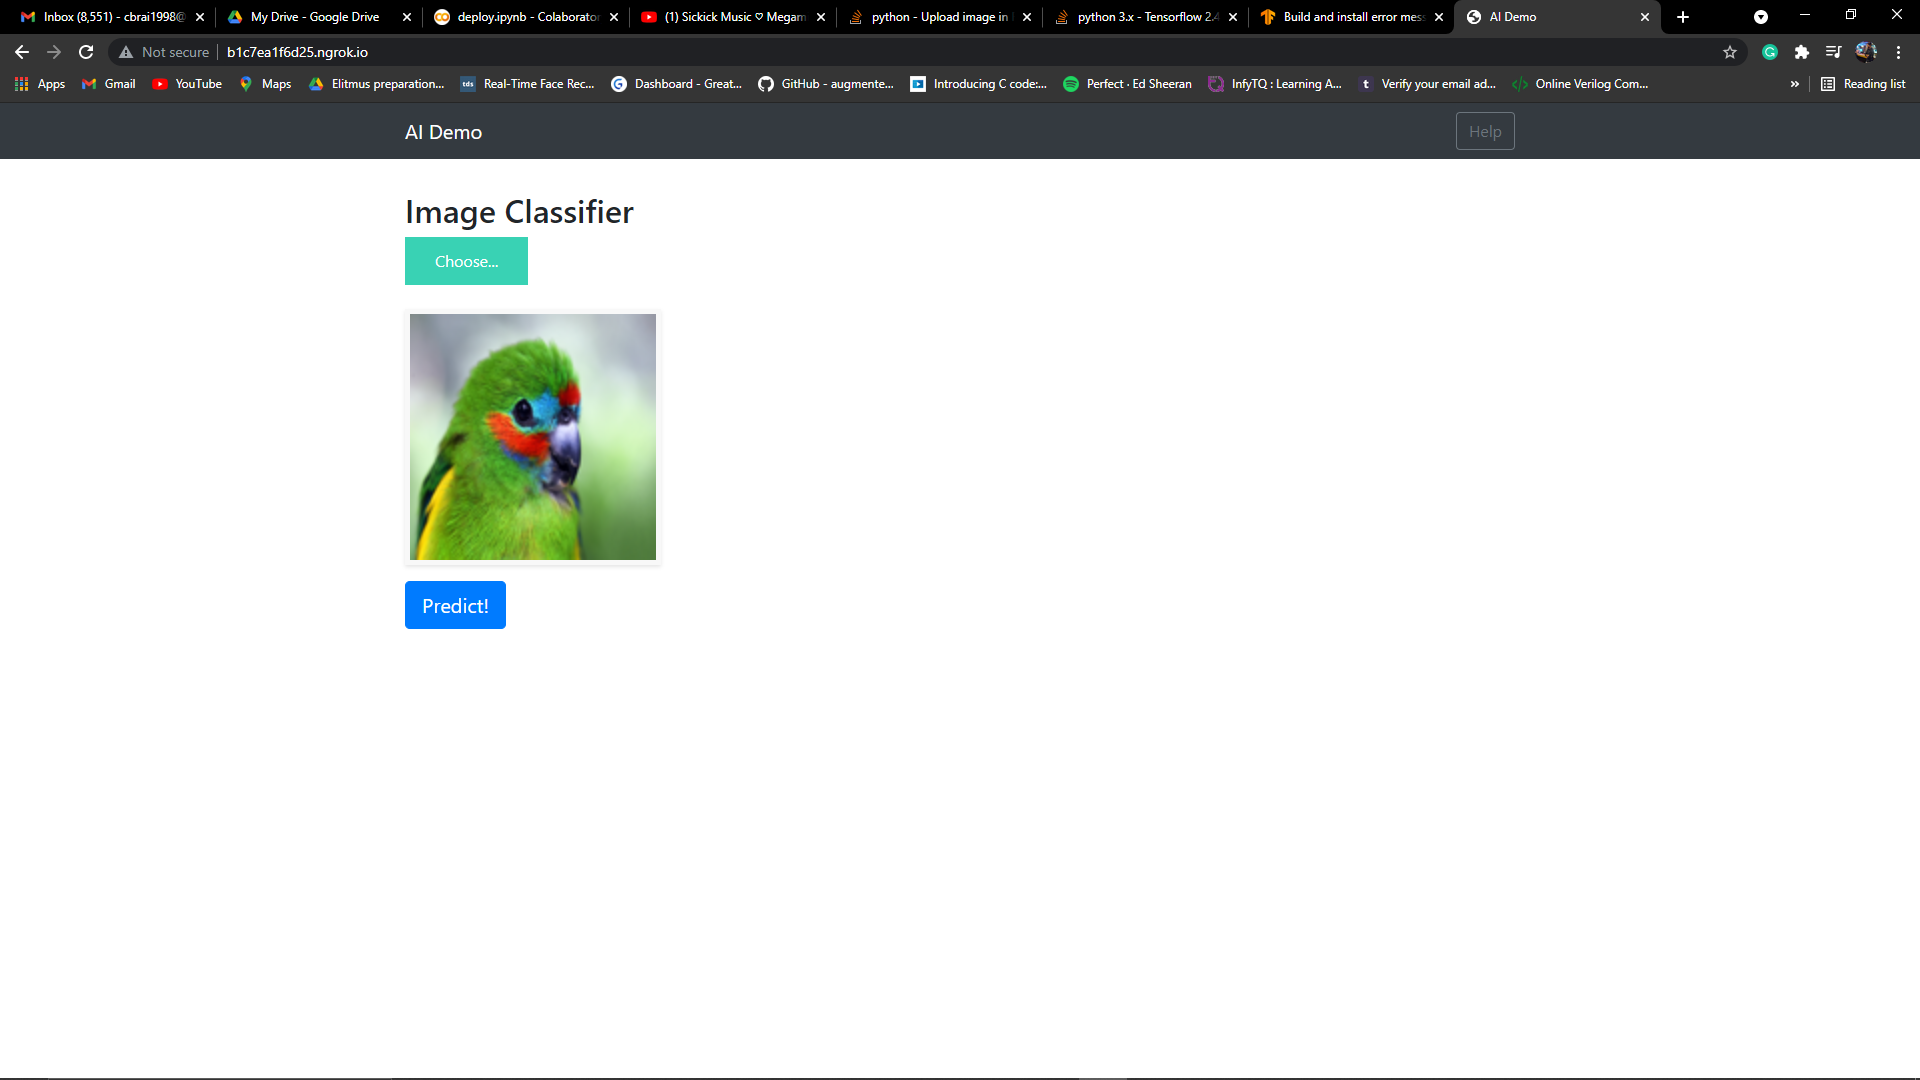 Inbox (8,551) - cbrai1998@
My Drive - Google Drive
deploy.ipynb - Colaborato
(1) Sickick Music ♡ Megam
python - Upload image in
python 3.x - Tensorflow 2.4
Build and install error mes
AI Demo
Not secure
b1c7ea1f6d25.ngrok.io
Apps
Gmail
YouTube
Maps
Elitmus preparation...
tds
Real-Time Face Rec...
Dashboard - Great...
GitHub - augmente...
Introducing C code:...
Perfect · Ed Sheeran
InfyTQ : Learning A...
t
Verify your email ad...
Online Verilog Com...
»
Reading list
AI Demo
Help
Image Classifier
Choose...
Predict!